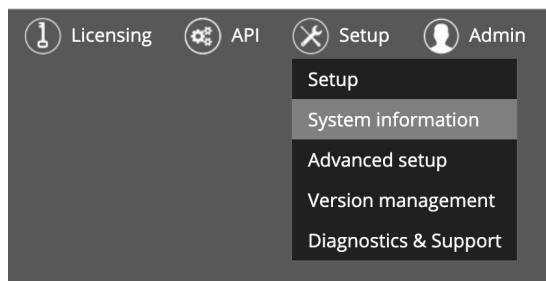 Licensing API Setup Admin
Setup
System information
Advanced setup
Version management
Diagnostics & Support